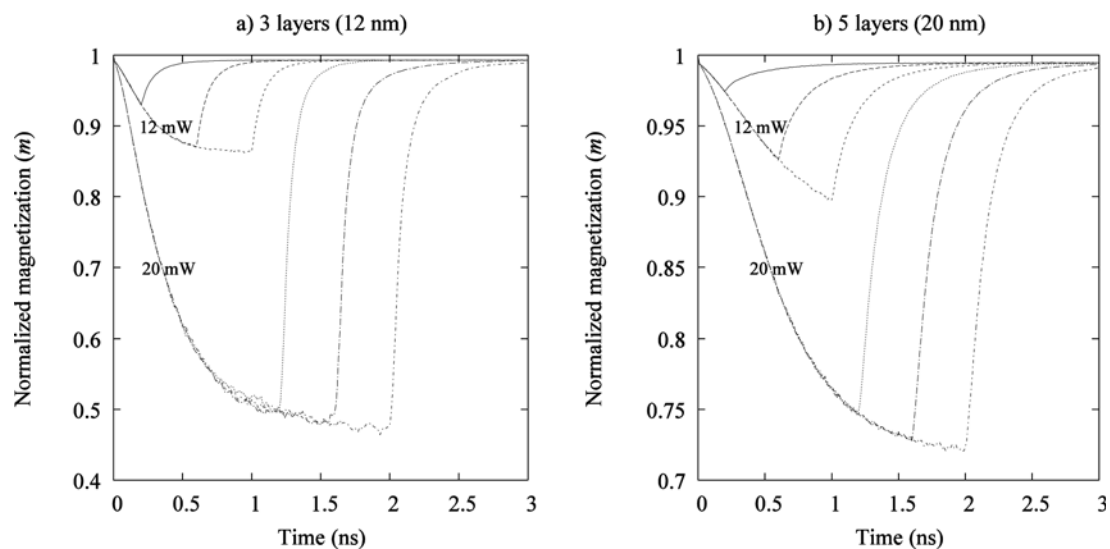 a) 3 layers (12 nm)
Normalized magnetization (m)
1
0.9
0.8
0.7
0.6
0.5
0.4
12 mW
20 mW
0 0.5 1 1.5 2 2.5 3
Time (ns)
b) 5 layers (20 nm)
Normalized magnetization (m)
1
0.95
0.9
0.85
0.8
0.75
0.7
12 mW
20 mW
0 0.5 1 1.5 2 2.5 3
Time (ns)